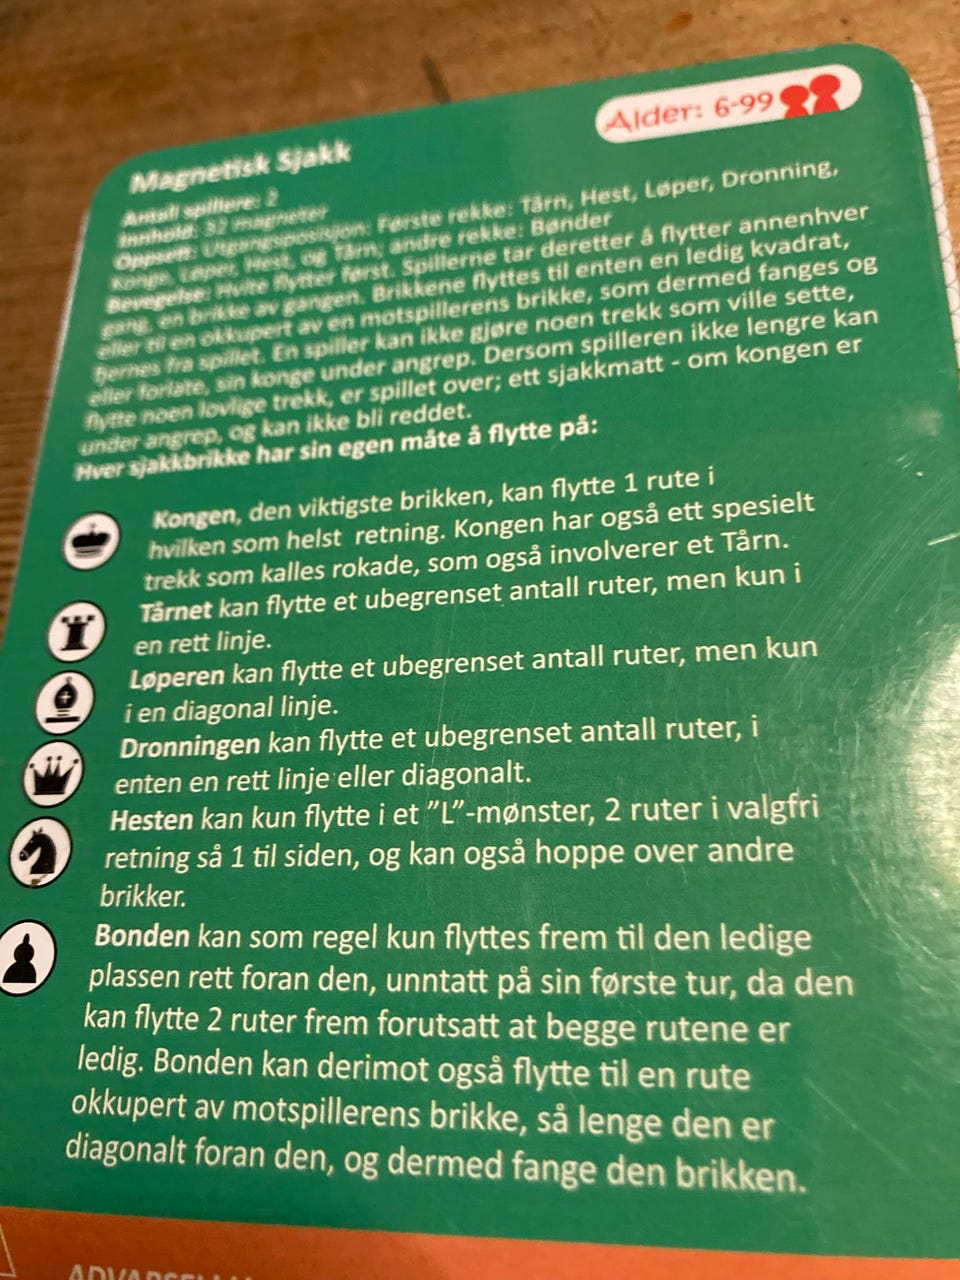 Alder: 6-99
Magnetisk Sjakk
Antall spillere: 2
Innhold: 32 magneter
Oppsett: Utgangsposisjon: Første rekke: Tårn, Hest, Løper, Dronning,
Konge, Løper, Hest, og Tårn; andre rekke: Bønder
Bevegelse: Hvite flytter først. Spillerne tar deretter å flytter annenhver
gang, en brikke av gangen. Brikkene flyttes til enten en ledig kvadrat,
eller til en okkupert av en motspillerens brikke, som dermed fanges og
fjernes fra spillet. En spiller kan ikke gjøre noen trekk som ville sette,
eller forlate, sin konge under angrep. Dersom spilleren ikke lengre kan
flytte noen lovlige trekk, er spillet over; ett sjakkmatt - om kongen er
under angrep, og kan ikke bli reddet.
Hver sjakkbrikke har sin egen måte å flytte på:
Kongen, den viktigste brikken, kan flytte 1 rute i
hvilken som helst retning. Kongen har også ett spesielt
trekk som kalles rokade, som også involverer et Tårn.
Tårnet kan flytte et ubegrenset antall ruter, men kun i
en rett linje.
Løperen kan flytte et ubegrenset antall ruter, men kun
i en diagonal linje.
Dronningen kan flytte et ubegrenset antall ruter, i
enten en rett linje eller diagonalt.
Hesten kan kun flytte i et ”L”-mønster, 2 ruter i valgfri
retning så 1 til siden, og kan også hoppe over andre
brikker.
Bonden kan som regel kun flyttes frem til den ledige
plassen rett foran den, unntatt på sin første tur, da den
kan flytte 2 ruter frem forutsatt at begge rutene er
ledig. Bonden kan derimot også flytte til en rute
okkupert av motspillerens brikke, så lenge den er
diagonalt foran den, og dermed fange den brikken.